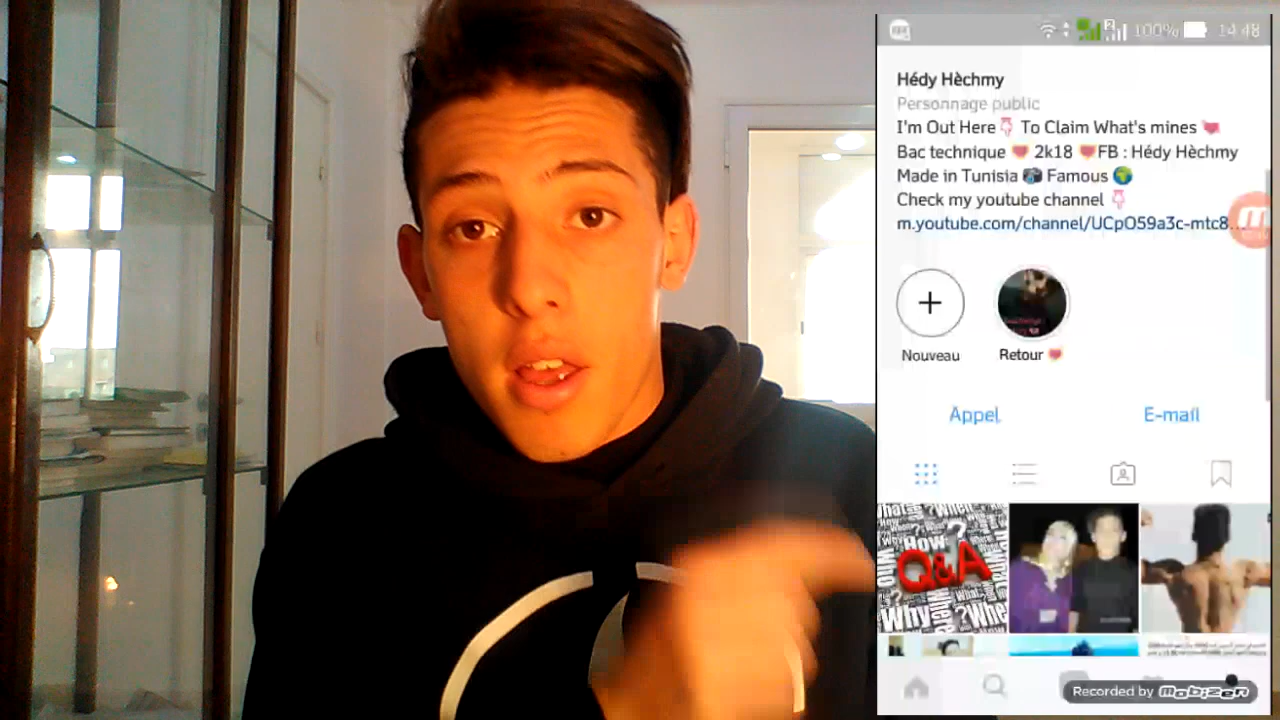 100% 14:48
Hédy Hèchmy
Personnage public
I'm Out Here👇 To Claim What's mines 💓
Bac technique 💓 2k18 💓FB : Hédy Hèchmy
Made in Tunisia 📷 Famous 🌍
Check my youtube channel 👇
m.youtube.com/channel/UCpO59a3c-mtc8...
Nouveau
Retour 💓
Appel
E-mail
How
Q&A
Who
Why
Where
Recorded by Mobizen